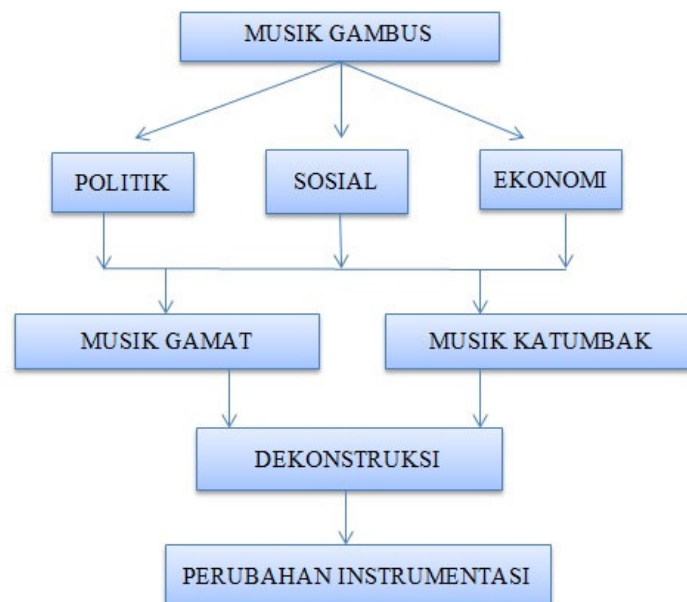 MUSIK GAMBUS
POLITIK
SOSIAL
EKONOMI
MUSIK GAMAT
MUSIK KATUMBAK
DEKONSTRUKSI
PERUBAHAN INSTRUMENTASI